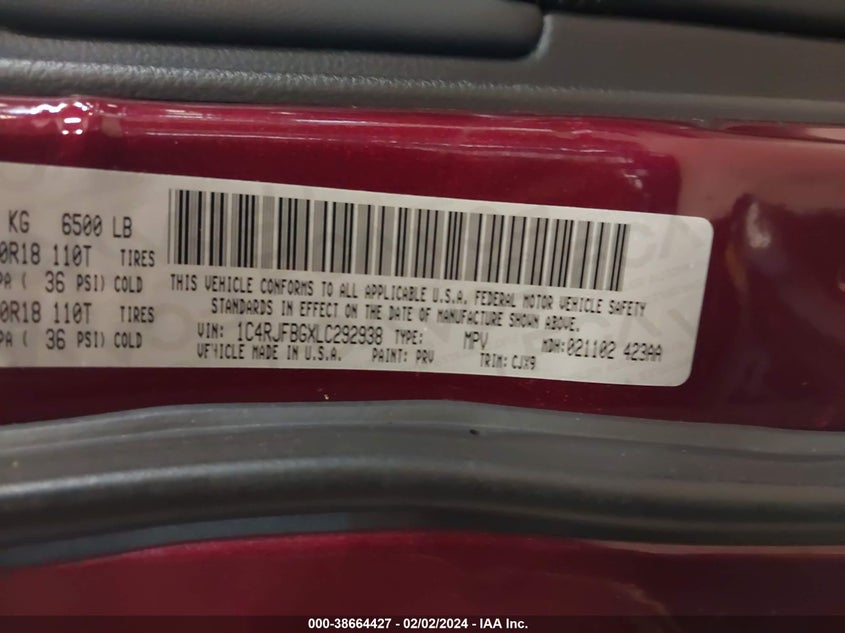 KG 6500 LB
0R18 110T TIRES
PA ( 36 PSI) COLD
0R18 110T TIRES
PA ( 36 PSI) COLD
THIS VEHICLE CONFORMS TO ALL APPLICABLE U.S.A. FEDERAL MOTOR VEHICLE SAFETY
STANDARDS IN EFFECT ON THE DATE OF MANUFACTURE SHOWN ABOVE.
VIN: 1C4RJFBGXLC292938 TYPE: MPV MDH: 021102 423AA
VEHICLE MADE IN U.S.A. PAINT: PRV TRIM: CJX9
000-38664427 - 02/02/2024 - IAA Inc.